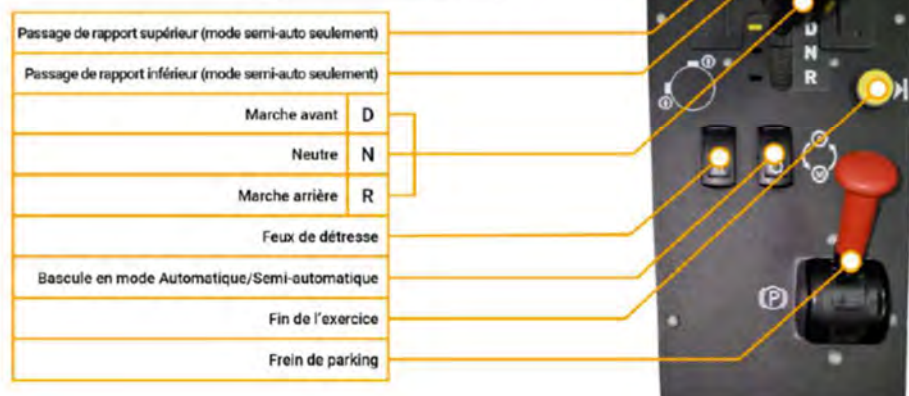 Passage de rapport supérieur (mode semi-auto seulement)
Passage de rapport inférieur (mode semi-auto seulement)
Marche avant D
Neutre N
Marche arrière R
Feux de détresse
Bascule en mode Automatique/Semi-automatique
Fin de l'exercice
Frein de parking
D
N
R
(P)